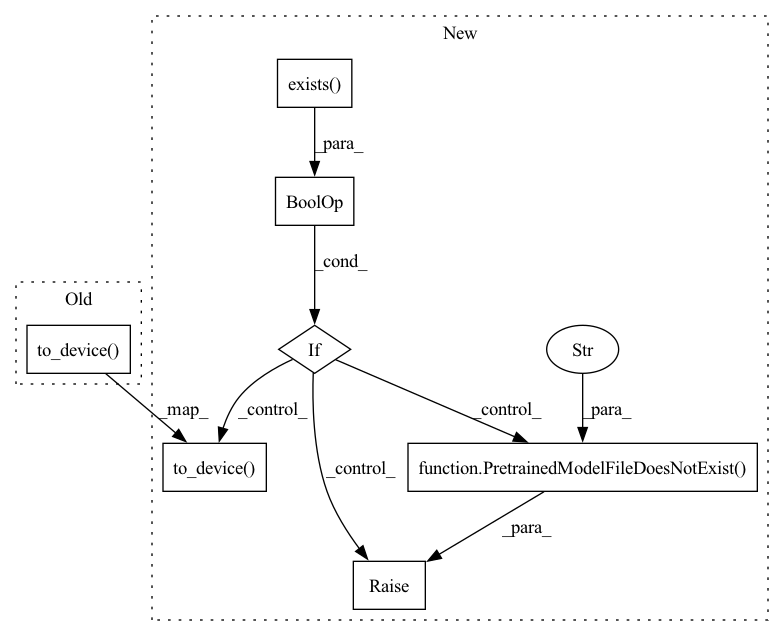 New
exists()
_para_
BoolOp
_cond_
Old
to_device()
If
Str
_map_
_control_
_control_
_para_
to_device()
_control_
function.PretrainedModelFileDoesNotExist()
_para_
Raise